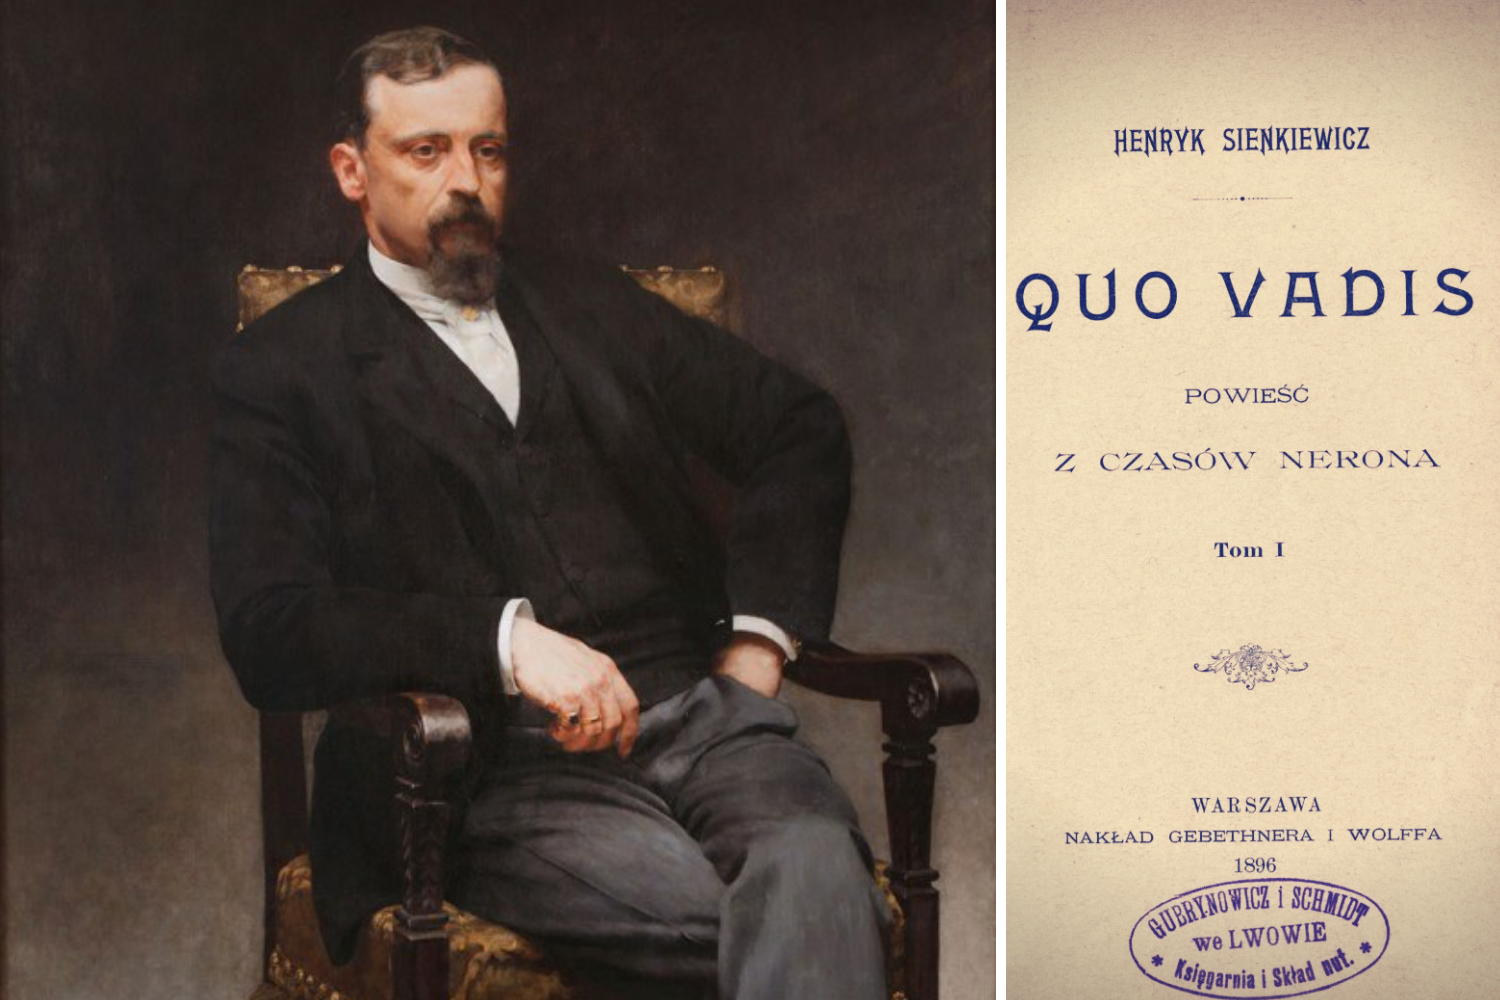 HENRYK SIENKIEWICZ
QUO VADIS
POWIEŚĆ
Z CZASÓW NERONA
Tom I
WARSZAWA
NAKŁAD GEBETHNERA I WOLFFA
1896
GUBRYNOWICZ i SCHMIDT
we LWOWIE
* Księgarnia i Skład nut. *